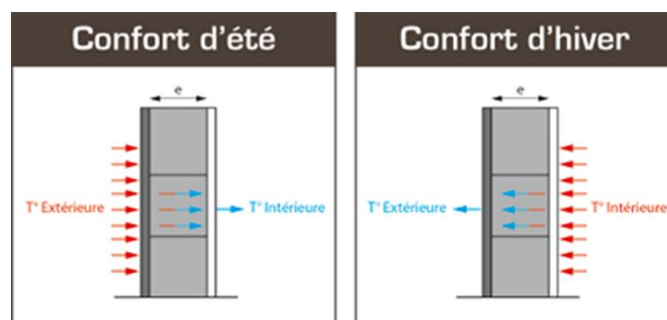 Confort d'été
e
T° Extérieure
T° Intérieure
Confort d'hiver
e
T° Extérieure
T° Intérieure